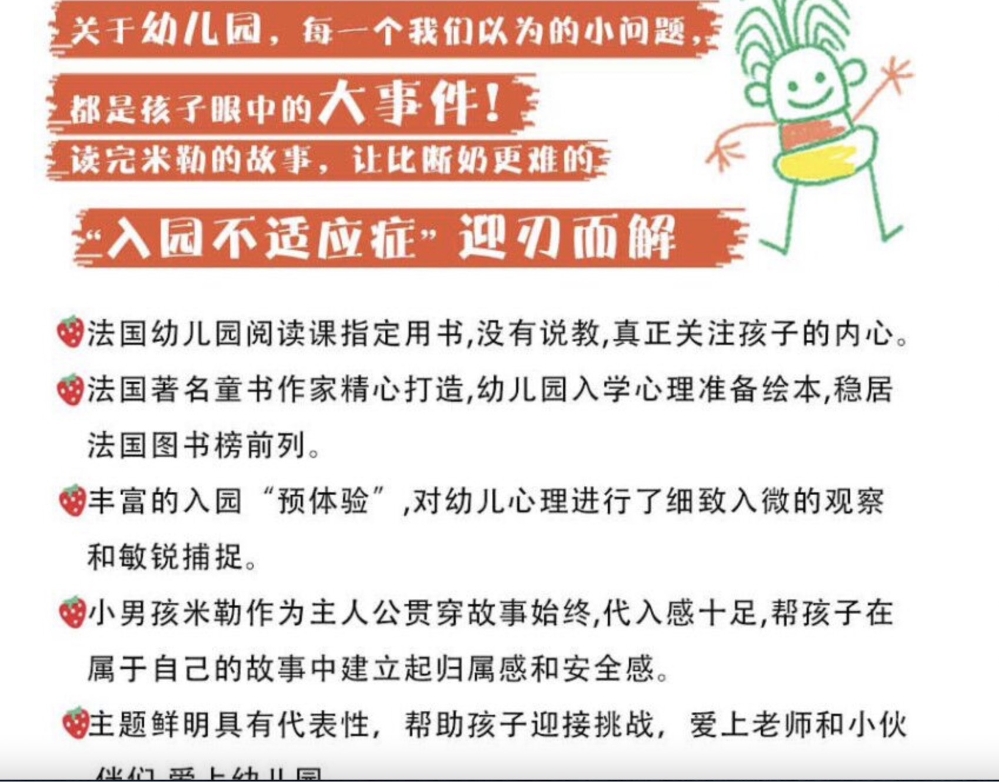 关于幼儿园，每一个我们以为的小问题，
都是孩子眼中的大事件！
读完米勒的故事，让比断奶更难的
“入园不适应症”迎刃而解
法国幼儿园阅读课指定用书,没有说教,真正关注孩子的内心。
法国著名童书作家精心打造,幼儿园入学心理准备绘本,稳居
法国图书榜前列。
丰富的入园“预体验”,对幼儿心理进行了细致入微的观察
和敏锐捕捉。
小男孩米勒作为主人公贯穿故事始终,代入感十足,帮孩子在
属于自己的故事中建立起归属感和安全感。
主题鲜明具有代表性，帮助孩子迎接挑战，爱上老师和小伙
伴们,爱上幼儿园